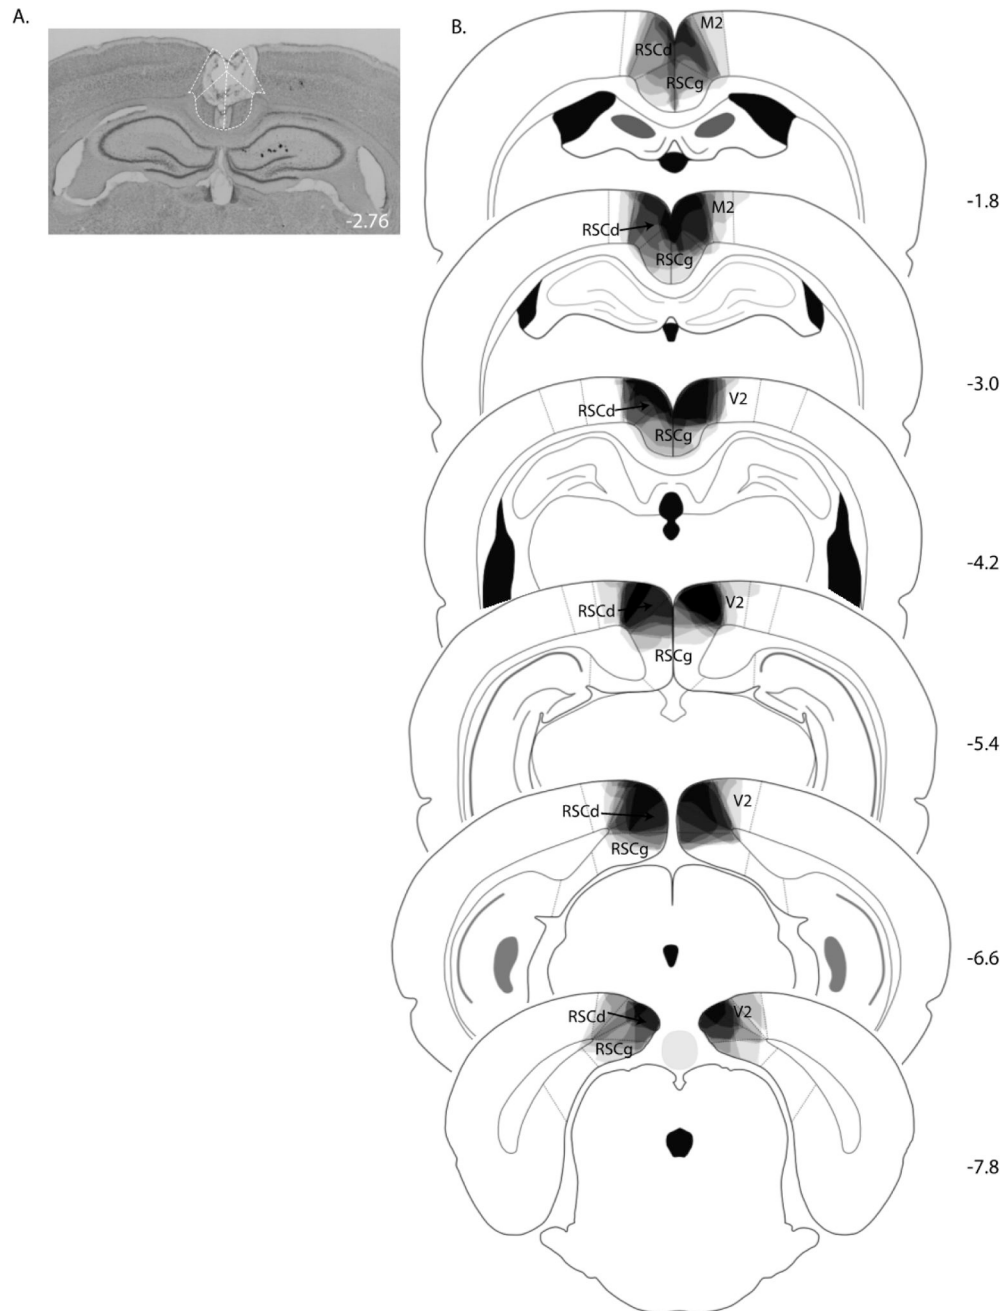 A.
-2.76
B.
M2
RSCd
RSCg
-1.8
M2
RSCd
RSCg
-3.0
V2
RSCd
RSCg
-4.2
V2
RSCd
RSCg
-5.4
V2
RSCd
RSCg
-6.6
V2
RSCd
RSCg
-7.8